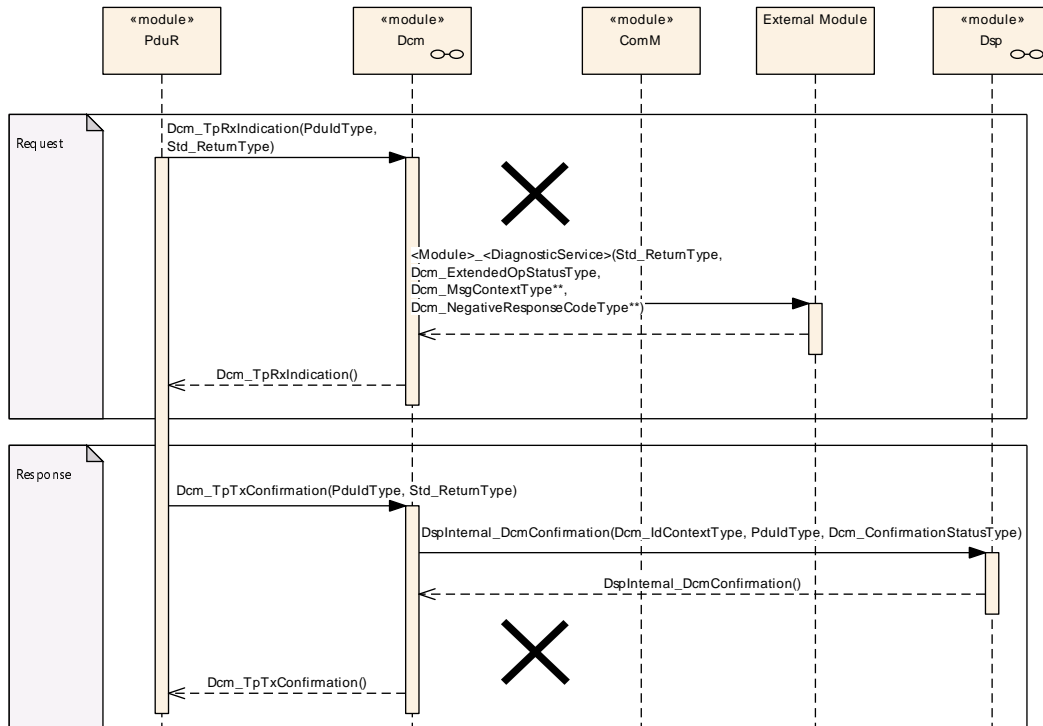 «module»
PduR
«module»
Dcm
«module»
ComM
External Module
«module»
Dsp
Request
Dcm_TpRxIndication(PduIdType,
Std_ReturnType)
<Module>_<DiagnosticService>(Std_ReturnType,
Dcm_ExtendedOpStatusType,
Dcm_MsgContextType**,
Dcm_NegativeResponseCodeType**)
Dcm_TpRxIndication()
Response
Dcm_TpTxConfirmation(PduIdType, Std_ReturnType)
DspInternal_DcmConfirmation(Dcm_IdContextType, PduIdType, Dcm_ConfirmationStatusType)
DspInternal_DcmConfirmation()
Dcm_TpTxConfirmation()